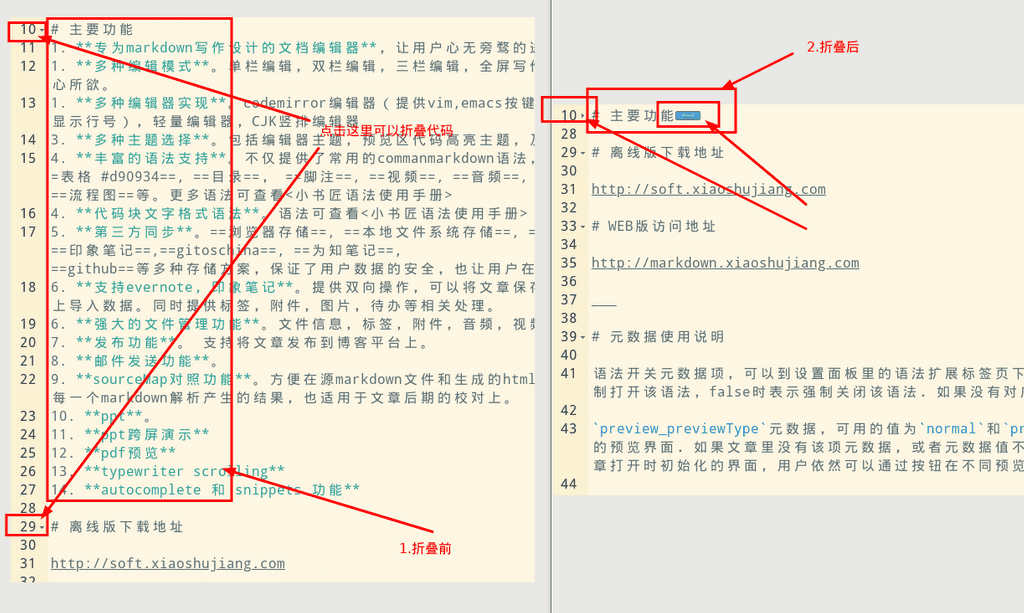 10 # 主要功能
11 1. **专为markdown写作设计的文档编辑器**，让用户心无旁骛的
12 1. **多种编辑模式**。单栏编辑，双栏编辑，三栏编辑，全屏写作
心所欲。
13 1. **多种编辑器实现**。codemirror编辑器（提供vim,emacs按键
显示行号），轻量编辑器，CJK竖排编辑器
点击这里可以折叠代码
14 3. **多种主题选择**。包括编辑器主题，预览区代码高亮主题，及
15 4. **丰富的语法支持**。不仅提供了常用的commanmarkdown语法，
=表格 #d90934==, ==目录==， ==脚注==, ==视频==, ==音频==,
==流程图==等。更多语法可查看<小书匠语法使用手册>
16 4. **代码块文字格式语法**。语法可查看<小书匠语法使用手册>
17 5. **第三方同步**。==浏览器存储==, ==本地文件系统存储==, =
==印象笔记==,==gitoschina==, ==为知笔记==,
==github==等多种存储方案，保证了用户数据的安全，也让用户在
18 6. **支持evernote, 印象笔记**。提供双向操作，可以将文章保存
上导入数据。同时提供标签，附件，图片，待办等相关处理。
19 6. **强大的文件管理功能**。文件信息，标签，附件，音频，视频
20 7. **发布功能**。 支持将文章发布到博客平台上。
21 8. **邮件发送功能**。
22 9. **sourceMap对照功能**。方便在源markdown文件和生成的html
每一个markdown解析产生的结果，也适用于文章后期的校对上。
23 10. **ppt**。
24 11. **ppt跨屏演示**
25 12. **pdf预览**
26 13. **typewriter scrolling**
27 14. **autocomplete 和 snippets 功能**
28
29 # 离线版下载地址
30
31 http://soft.xiaoshujiang.com
32
1.折叠前
2.折叠后
10 # 主要功能
28
29 # 离线版下载地址
30
31 http://soft.xiaoshujiang.com
32
33 # WEB版访问地址
34
35 http://markdown.xiaoshujiang.com
36
37 ___
38
39 # 元数据使用说明
40
41 语法开关元数据项，可以到设置面板里的语法扩展标签页下
制打开该语法，false时表示强制关闭该语法．如果没有对应
42
43 `preview_previewType`元数据，可用的值为`normal`和`pr
的预览界面．如果文章里没有该项元数据，或者元数据值不
章打开时初始化的界面，用户依然可以通过按钮在不同预览
44